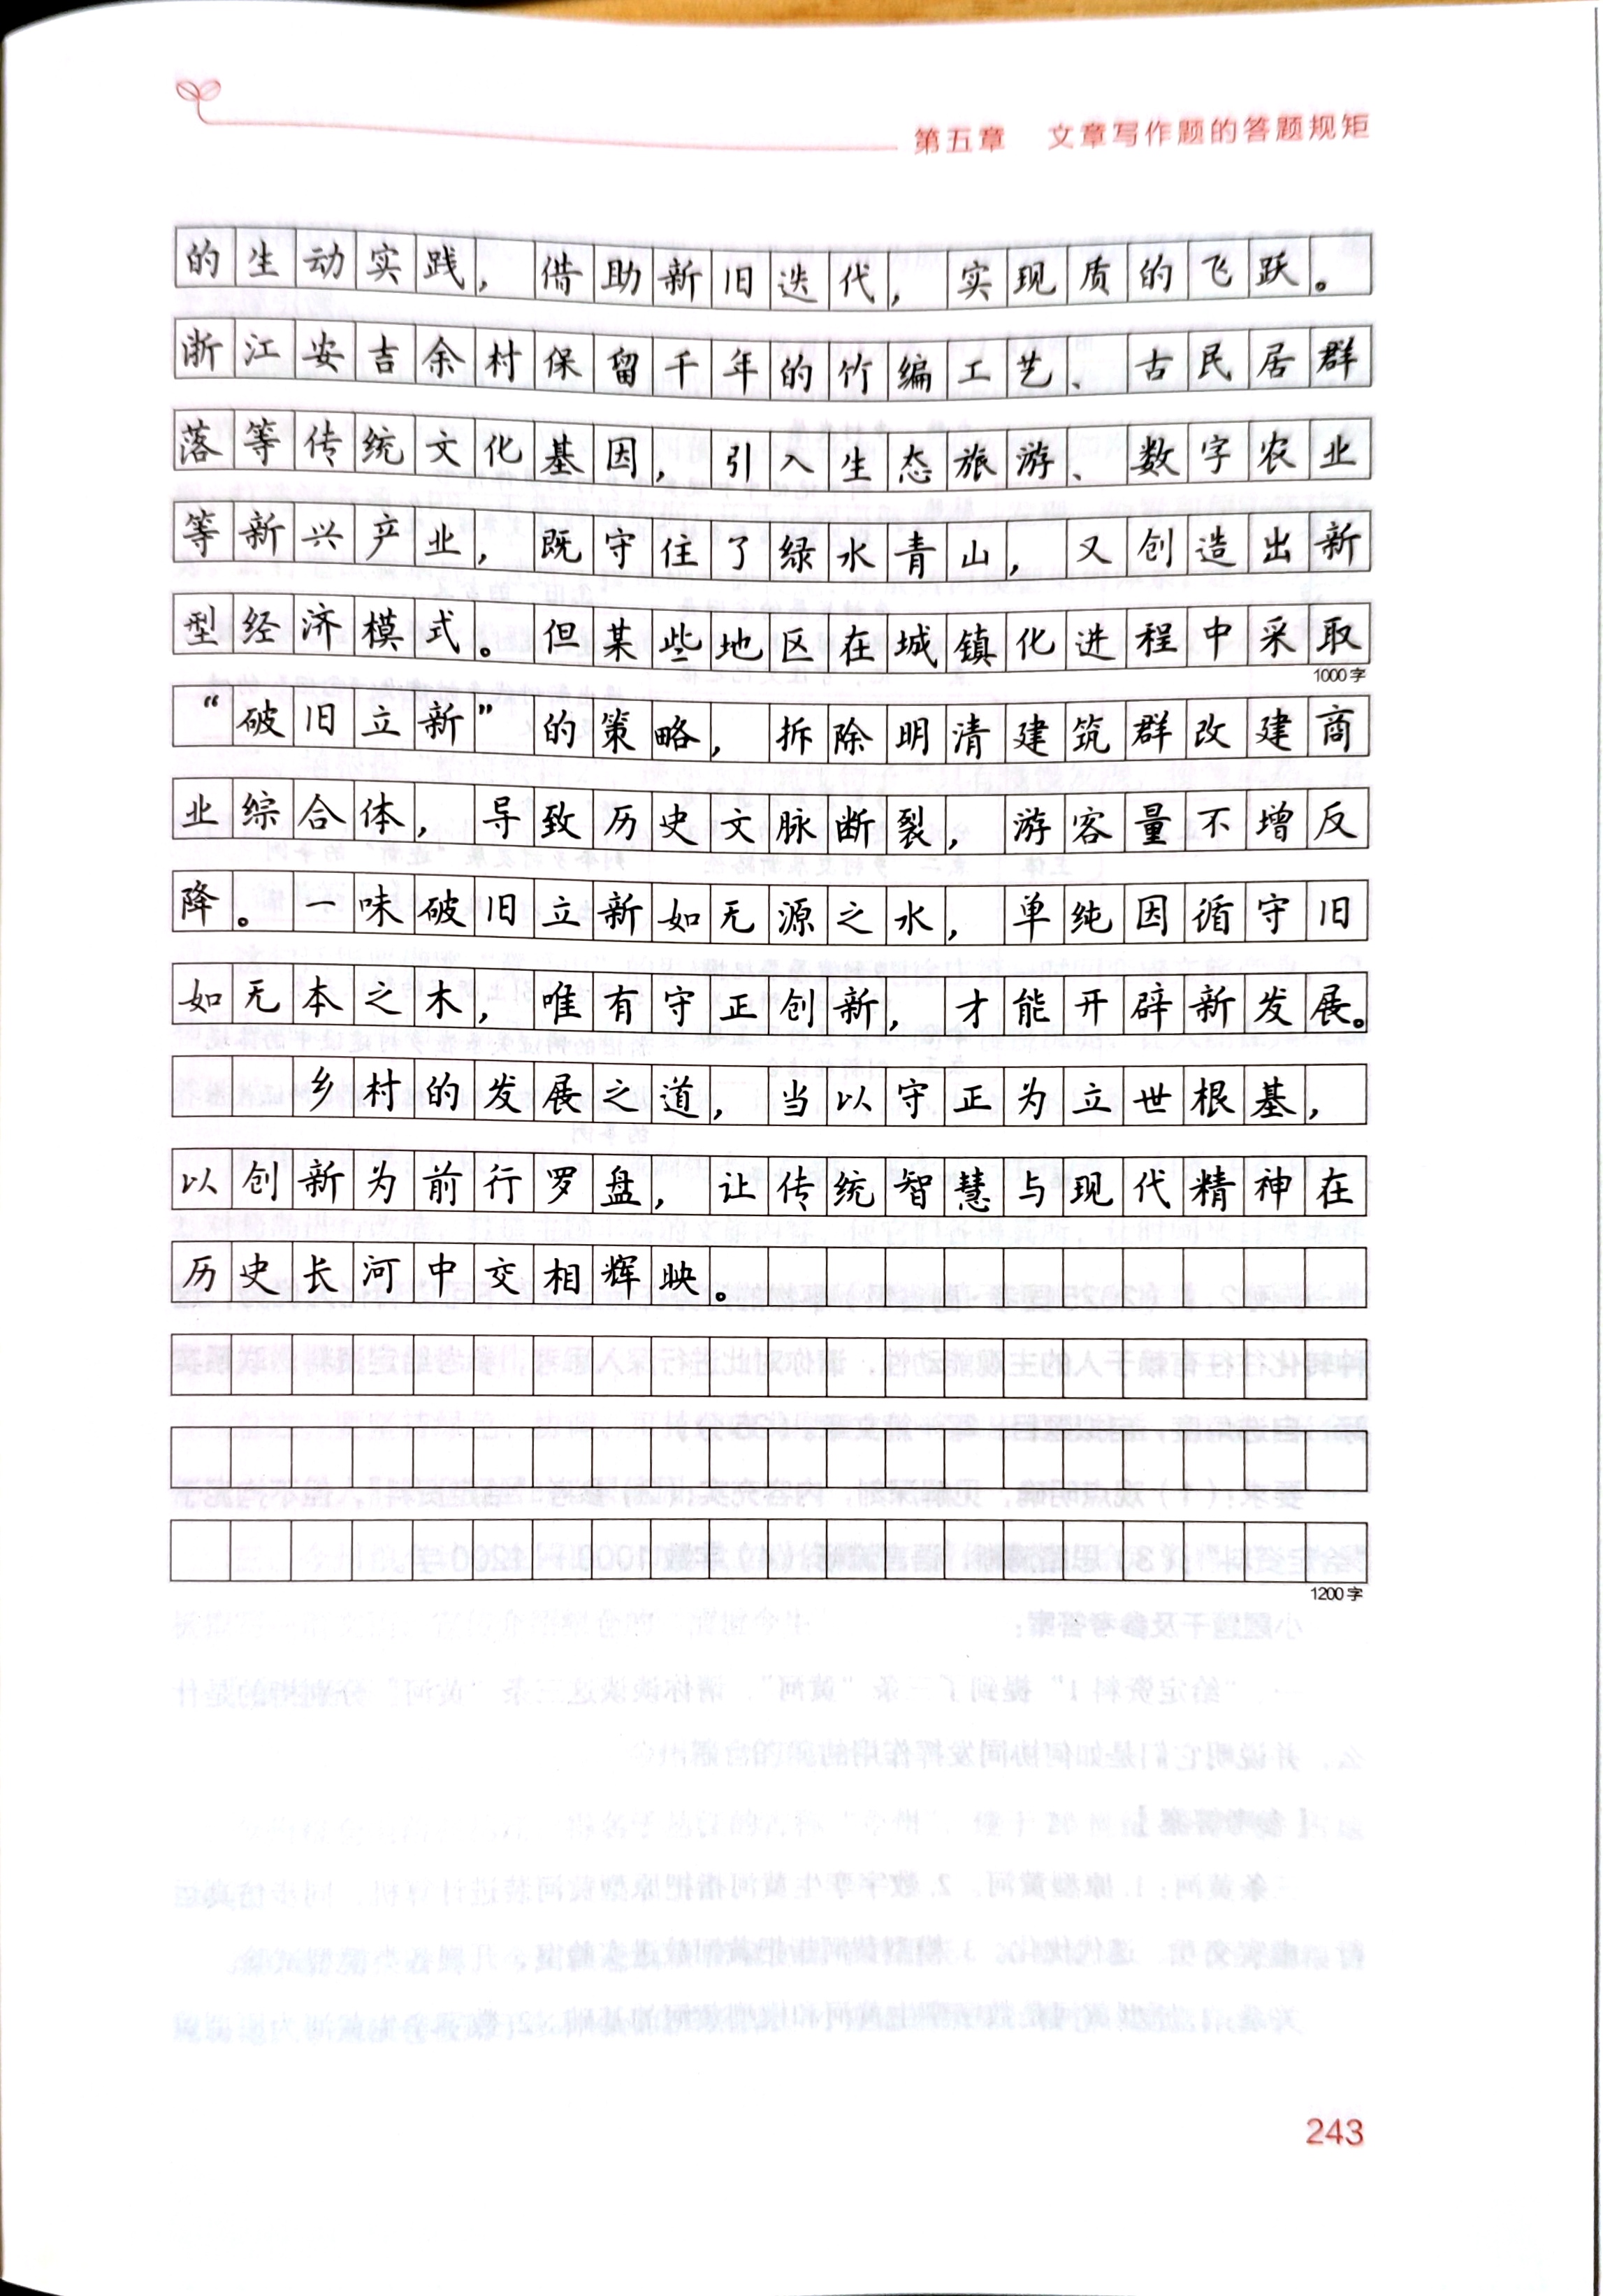 第五章 文章写作题的答题规矩
的生动实践，借助新旧迭代，实现质的飞跃。
浙江安吉余村保留千年的竹编工艺、古民居群
落等传统文化基因，引入生态旅游、数字农业
等新兴产业，既守住了绿水青山，又创造出新
型经济模式。但某些地区在城镇化进程中采取
1000字
“破旧立新”的策略，拆除明清建筑群改建商
业综合体，导致历史文脉断裂，游客量不增反
降。一味破旧立新如无源之水，单纯因循守旧
如无本之木，唯有守正创新，才能开辟新发展。
乡村的发展之道，当以守正为立世根基，
以创新为前行罗盘，让传统智慧与现代精神在
历史长河中交相辉映。
1200字
243